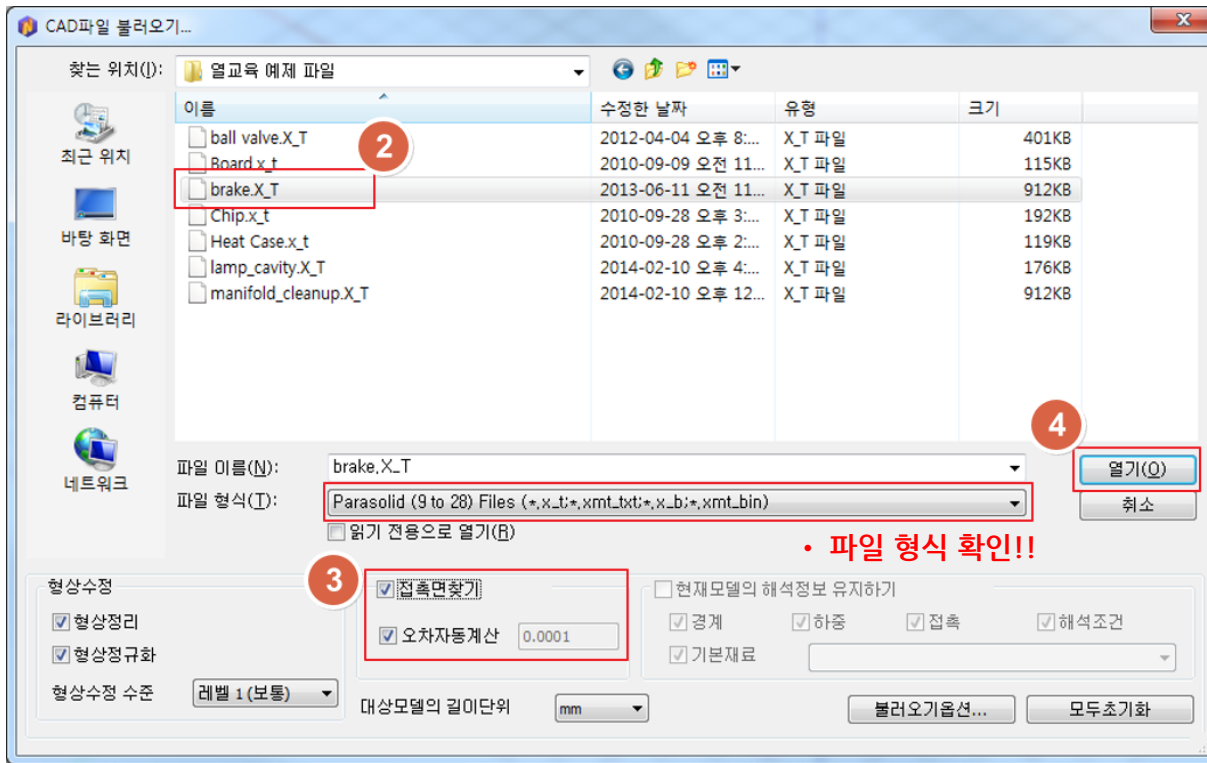 CAD파일 불러오기...
찾는 위치(I): 열교육 예제 파일
이름 수정한 날짜 유형 크기
ball valve.X_T 2012-04-04 오후 8:... X_T 파일 401KB
2
Board.x_t 2010-09-09 오전 11... X_T 파일 115KB
brake.X_T 2013-06-11 오전 11... X_T 파일 912KB
Chip.x_t 2010-09-28 오후 3:... X_T 파일 192KB
Heat Case.x_t 2010-09-28 오후 2:... X_T 파일 119KB
lamp_cavity.X_T 2014-02-10 오후 4:... X_T 파일 176KB
manifold_cleanup.X_T 2014-02-10 오후 12... X_T 파일 912KB
최근 위치
바탕 화면
라이브러리
컴퓨터
네트워크
4
파일 이름(N): brake.X_T 열기(O)
파일 형식(T): Parasolid (9 to 28) Files (*.x_t;*.xmt_txt;*.x_b;*.xmt_bin) 취소
읽기 전용으로 열기(R)
• 파일 형식 확인!!
3
형상수정 접촉면찾기 현재모델의 해석정보 유지하기
형상정리 오차자동계산 0.0001 경계 하중 접촉 해석조건
형상정규화 기본재료
형상수정 수준 레벨 1 (보통) 대상모델의 길이단위 mm 불러오기옵션... 모두초기화